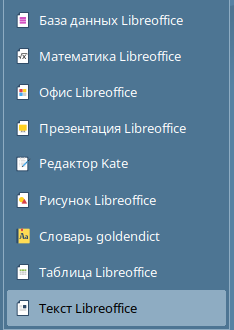 База данных Libreoffice
Математика Libreoffice
Офис Libreoffice
Презентация Libreoffice
Редактор Kate
Рисунок Libreoffice
Словарь goldendict
Таблица Libreoffice
Текст Libreoffice